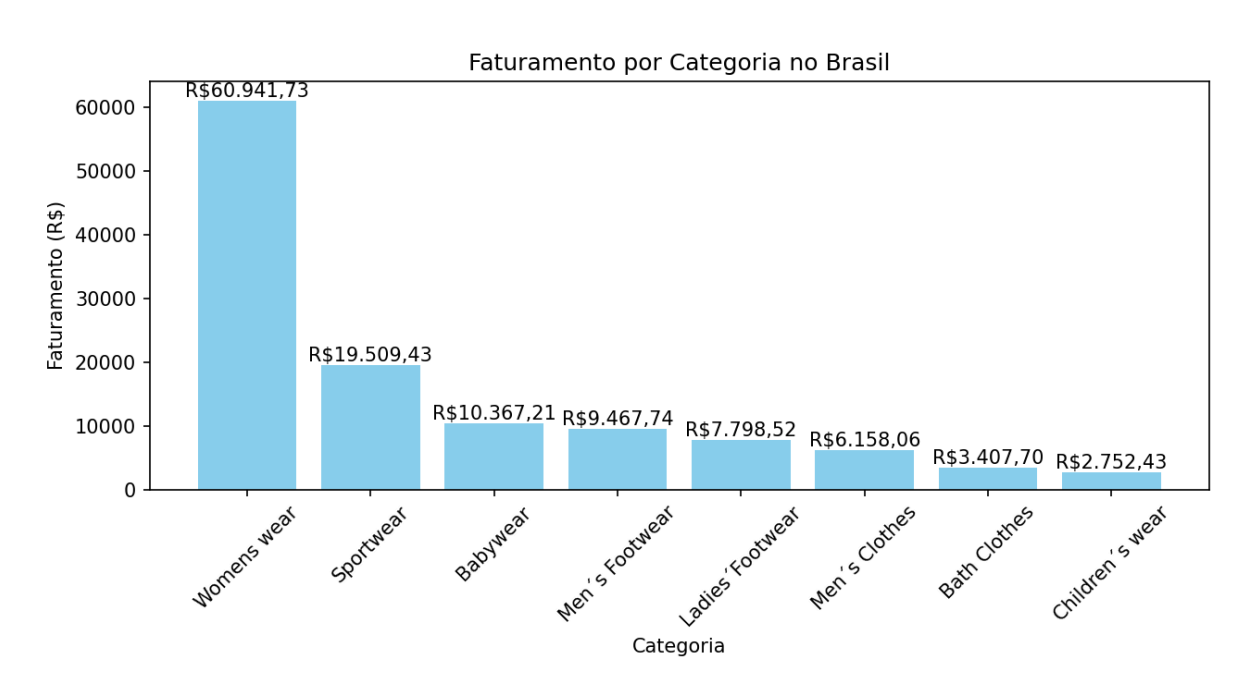 Faturamento por Categoria no Brasil
Faturamento (R$)
60000
50000
40000
30000
20000
10000
0
R$60.941,73
R$19.509,43
R$10.367,21
R$9.467,74
R$7.798,52
R$6.158,06
R$3.407,70
R$2.752,43
Womens wear
Sportwear
Babywear
Men´s Footwear
Ladies´Footwear
Men´s Clothes
Bath Clothes
Children´s wear
Categoria